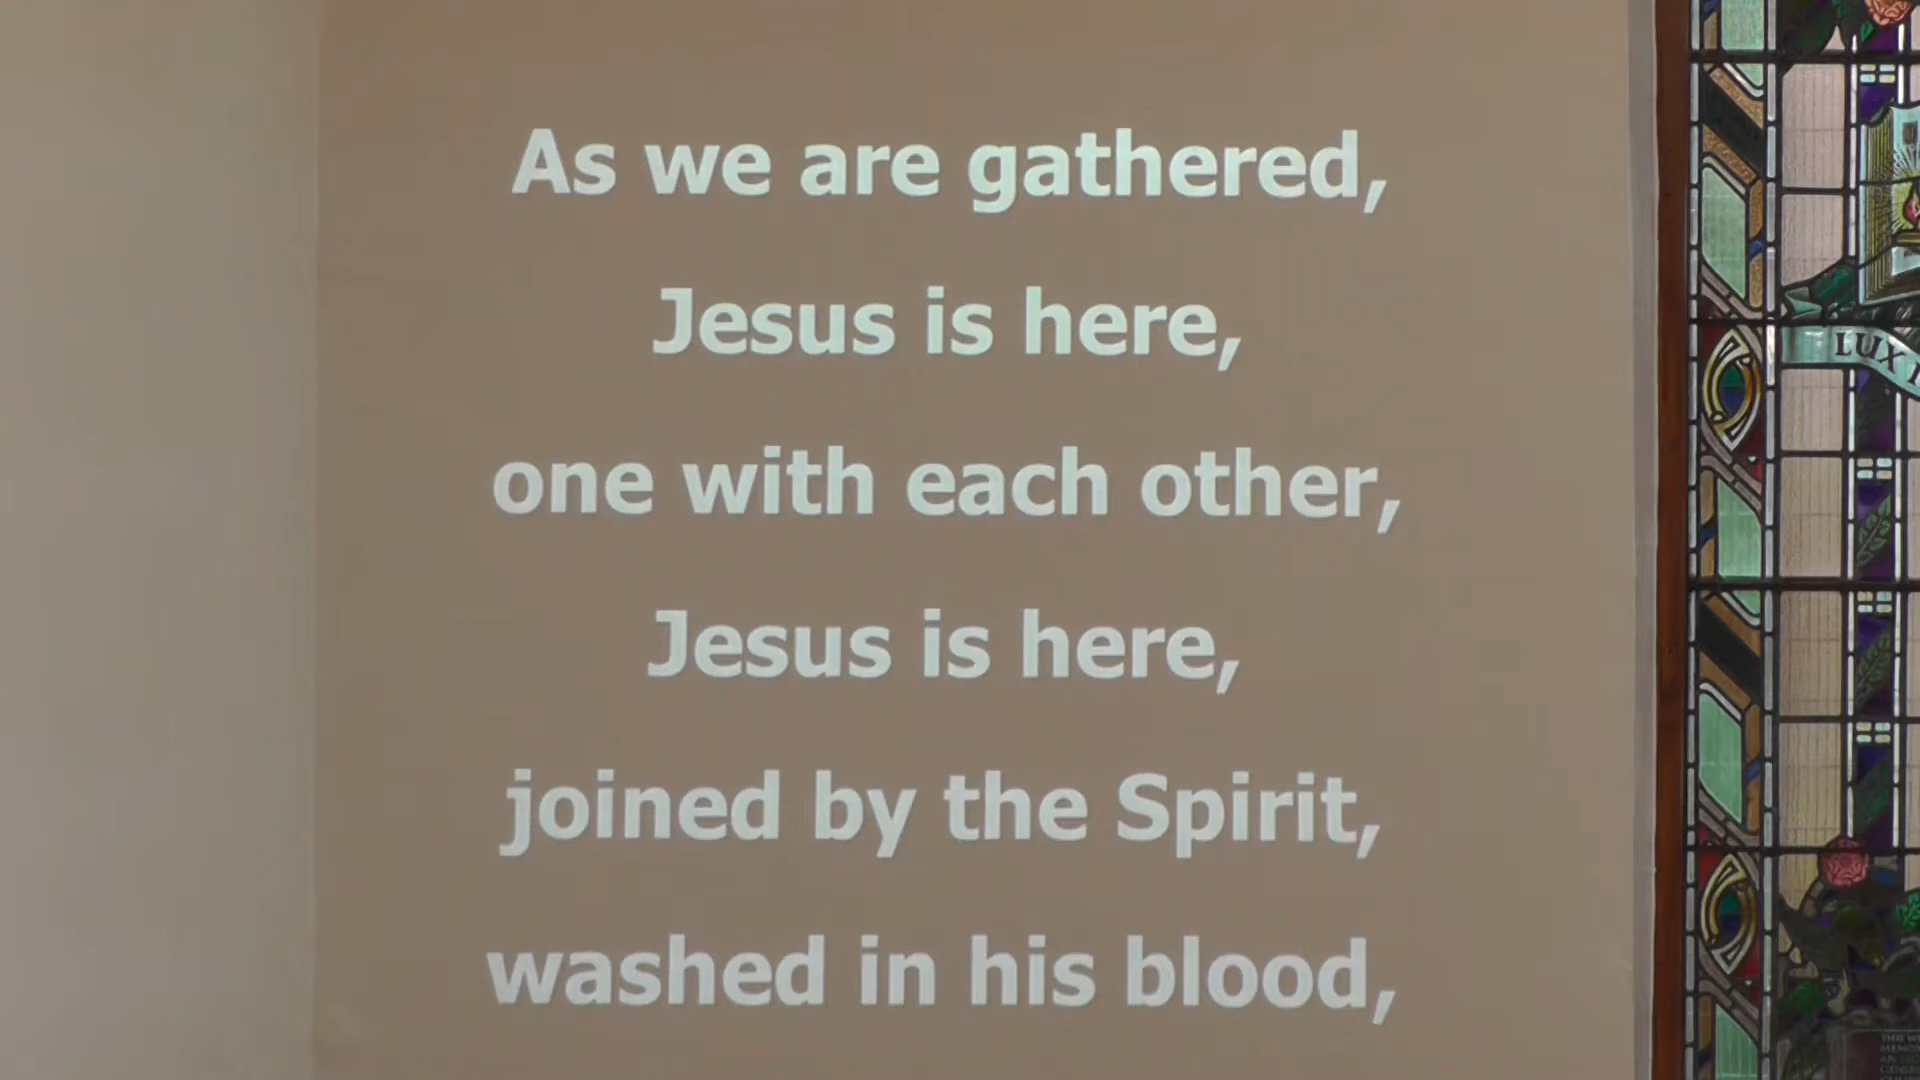 As we are gathered,
Jesus is here,
one with each other,
Jesus is here,
joined by the Spirit,
washed in his blood,
LUX